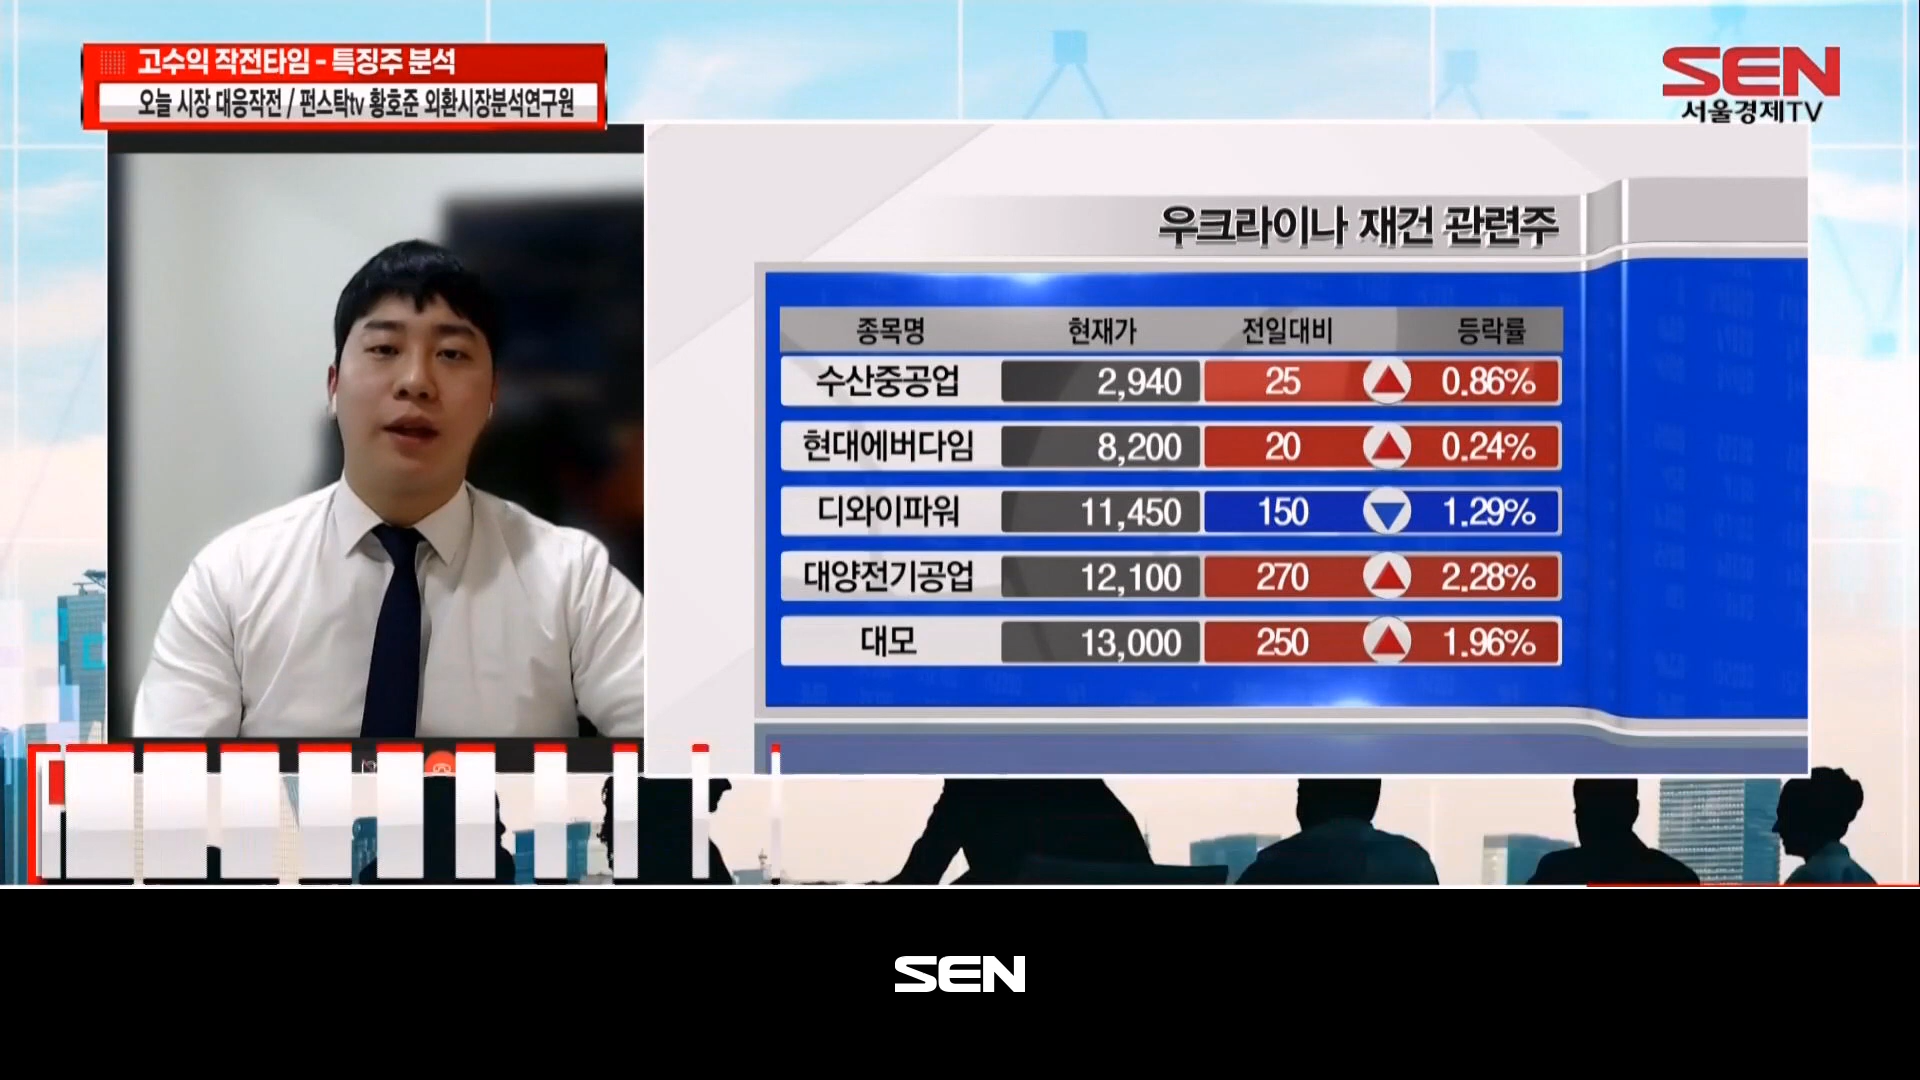 고수익 작전타임 - 특징주 분석
오늘 시장 대응작전 / 펀스탁tv 황호준 외환시장분석연구원
SEN
서울경제TV
우크라이나 재건 관련주
종목명 현재가 전일대비 등락률
수산중공업 2,940 25 ▲ 0.86%
현대에버다임 8,200 20 ▲ 0.24%
디와이파워 11,450 150 ▼ 1.29%
대양전기공업 12,100 270 ▲ 2.28%
대모 13,000 250 ▲ 1.96%
SEN